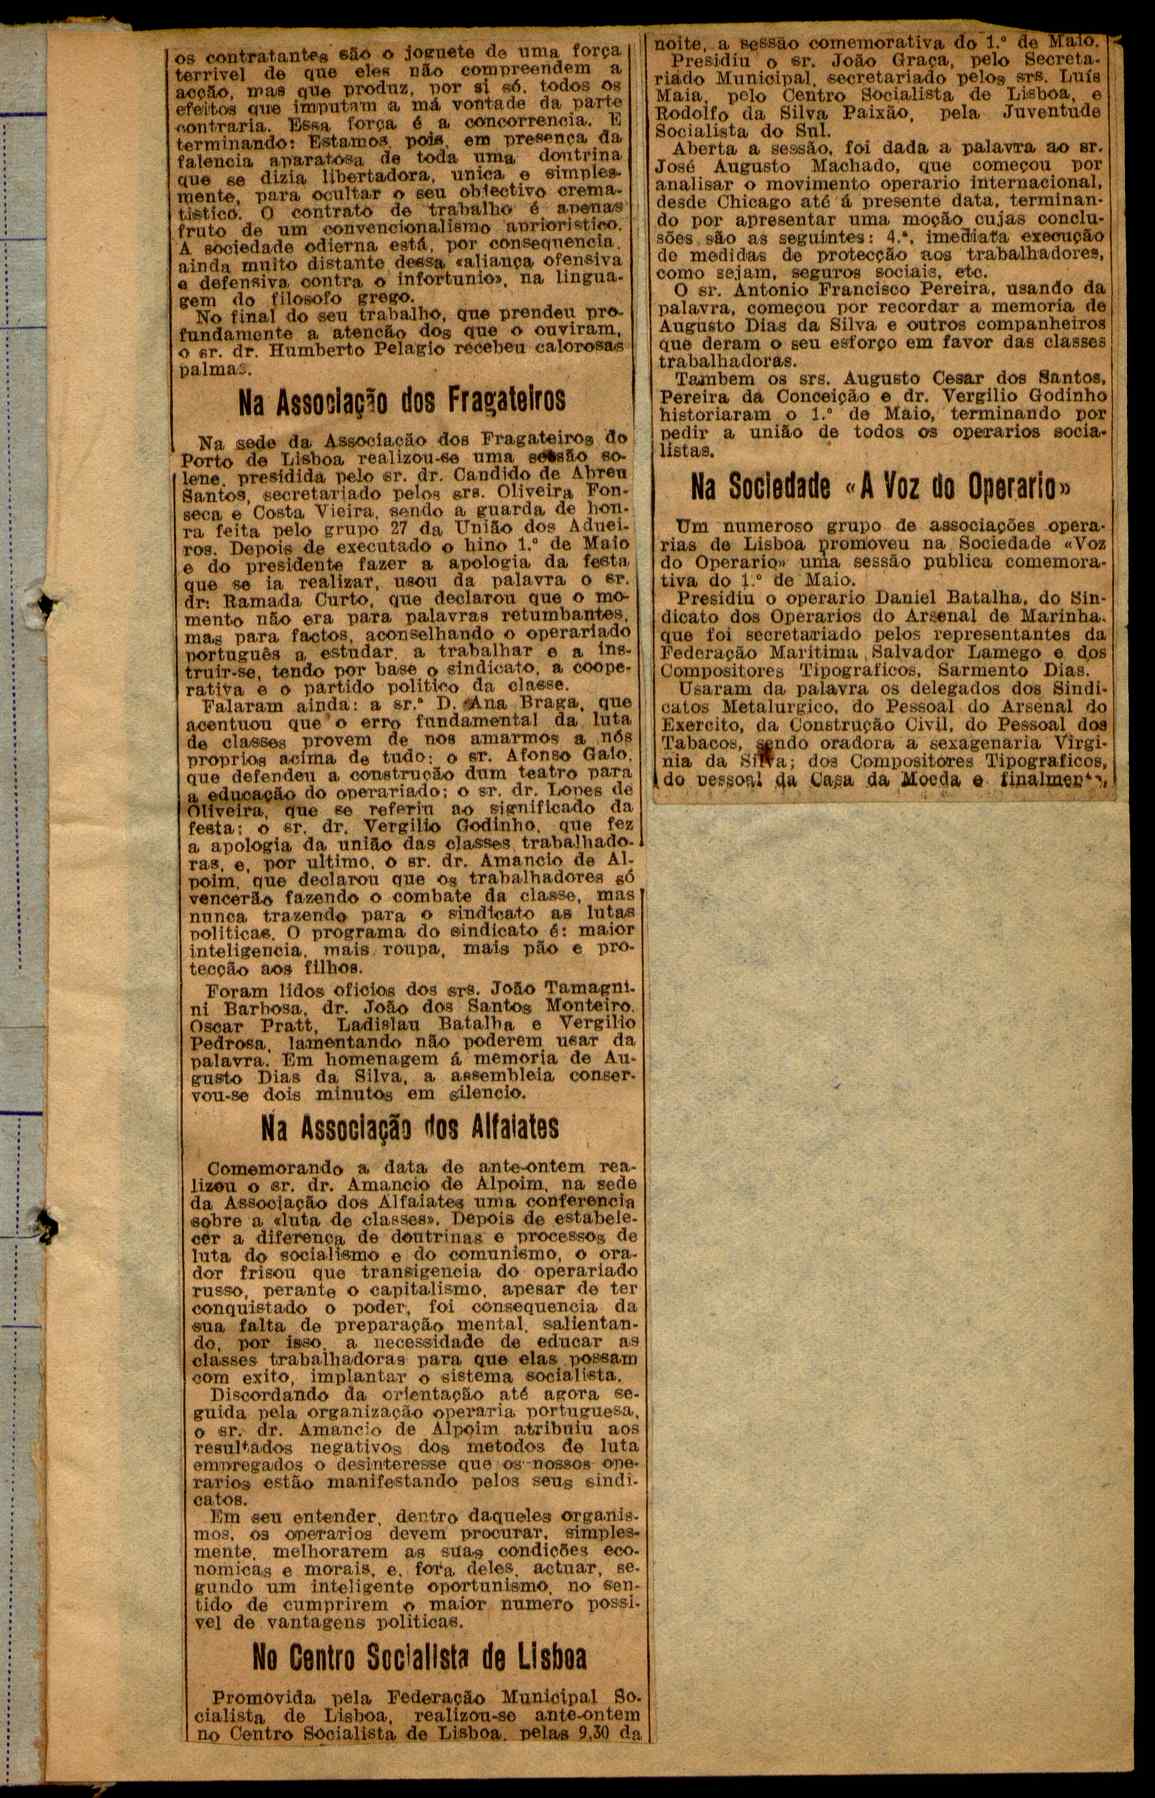 os contratantes são o joguete de uma força
terrivel de que eles não compreendem a
acção, mas que produz, por si só, todos os
efeitos que imputam a má vontade da parte
contraria. Essa força é a concorrencia. E
terminando: Estamos, pois, em presença da
falencia aparatosa de toda uma doutrina
que se dizia libertadora, unica e simples-
mente, para ocultar o seu objectivo crema-
tistico. O contrato de trabalho é apenas
fruto de um convencionalismo aprioristico.
A sociedade odierna está, por consequencia,
ainda muito distante dessa «aliança ofensiva
e defensiva contra o infortunio», na lingua-
gem do filosofo grego.
No final do seu trabalho, que prendeu pro-
fundamente a atenção dos que o ouviram,
o sr. dr. Humberto Pelagio recebeu calorosas
palmas.
Na Associação dos Fragateiros
Na sede da Associação dos Fragateiros do
Porto de Lisboa realizou-se uma sessão so-
lene, presidida pelo sr. dr. Candido de Abreu
Santos, secretariado pelos srs. Oliveira Fon-
seca e Costa Vieira, sendo a guarda de hon-
ra feita pelo grupo 27 da União dos Aduei-
ros. Depois de executado o hino 1.º de Maio
e do presidente fazer a apologia da festa
que se ia realizar, usou da palavra o sr.
dr: Ramada Curto, que declarou que o mo-
mento não era para palavras retumbantes,
mas para factos, aconselhando o operariado
português a estudar, a trabalhar e a ins-
truir-se, tendo por base o sindicato, a coope-
rativa e o partido politico da classe.
Falaram ainda: a sr.ª D. Ana Braga, que
acentuou que o erro fundamental da luta
de classes provem de nos amarmos a nós
proprios acima de tudo; o sr. Afonso Gaio,
que defendeu a construção dum teatro para
a educação do operariado; o sr. dr. Lopes de
Oliveira, que se referiu ao significado da
festa; o sr. dr. Vergilio Godinho, que fez
a apologia da união das classes trabalhado-
ras, e, por ultimo, o sr. dr. Amancio de Al-
poim, que declarou que os trabalhadores só
vencerão fazendo o combate da classe, mas
nunca trazendo para o sindicato as lutas
politicas. O programa do sindicato é: maior
inteligencia, mais roupa, mais pão e pro-
tecção aos filhos.
Foram lidos oficios dos srs. João Tamagni-
ni Barbosa, dr. João dos Santos Monteiro,
Oscar Pratt, Ladislau Batalha e Vergilio
Pedrosa, lamentando não poderem usar da
palavra. Em homenagem á memoria de Au-
gusto Dias da Silva, a assembleia conser-
vou-se dois minutos em silencio.
Na Associação dos Alfaiates
Comemorando a data de ante-ontem rea-
lizou o sr. dr. Amancio de Alpoim, na sede
da Associação dos Alfaiates uma conferencia
sobre a «luta de classes». Depois de estabele-
cer a diferença de doutrinas e processos de
luta do socialismo e do comunismo, o ora-
dor frisou que transigencia do operariado
russo, perante o capitalismo, apesar de ter
conquistado o poder, foi consequencia da
sua falta de preparação mental, salientan-
do, por isso, a necessidade de educar as
classes trabalhadoras para que elas possam
com exito, implantar o sistema socialista.
Discordando da orientação até agora se-
guida pela organização operaria portuguesa,
o sr. dr. Amancio de Alpoim atribuiu aos
resultados negativos dos metodos de luta
empregados o desinteresse que os nossos ope-
rarios estão manifestando pelos seus sindi-
catos.
Em seu entender, dentro daqueles organis-
mos, os operarios devem procurar, simples-
mente, melhorarem as suas condições eco-
nomicas e morais, e, fora deles, actuar, se-
gundo um inteligente oportunismo, no sen-
tido de cumprirem o maior numero possi-
vel de vantagens politicas.
No Centro Socialista de Lisboa
Promovida pela Federação Municipal So-
cialista de Lisboa, realizou-se ante-ontem
no Centro Socialista de Lisboa, pelas 9,30 da
noite, a sessão comemorativa do 1.º de Maio.
Presidiu o sr. João Graça, pelo Secreta-
riado Municipal, secretariado pelos srs. Luís
Maia, pelo Centro Socialista de Lisboa, e
Rodolfo da Silva Paixão, pela Juventude
Socialista do Sul.
Aberta a sessão, foi dada a palavra ao sr.
José Augusto Machado, que começou por
analisar o movimento operario internacional,
desde Chicago até á presente data, terminan-
do por apresentar uma moção cujas conclu-
sões são as seguintes: 4.ª, imediata execução
de medidas de protecção aos trabalhadores,
como sejam, seguros sociais, etc.
O sr. Antonio Francisco Pereira, usando da
palavra, começou por recordar a memoria de
Augusto Dias da Silva e outros companheiros
que deram o seu esforço em favor das classes
trabalhadoras.
Tambem os srs. Augusto Cesar dos Santos,
Pereira da Conceição e dr. Vergilio Godinho
historiaram o 1.º de Maio, terminando por
pedir a união de todos os operarios socia-
listas.
Na Sociedade «A Voz do Operario»
Um numeroso grupo de associações opera-
rias de Lisboa promoveu na Sociedade «Voz
do Operario» uma sessão publica comemora-
tiva do 1.º de Maio.
Presidiu o operario Daniel Batalha, do Sin-
dicato dos Operarios do Arsenal de Marinha,
que foi secretariado pelos representantes da
Federação Maritima, Salvador Lamego e dos
Compositores Tipograficos, Sarmento Dias.
Usaram da palavra os delegados dos Sindi-
catos Metalurgico, do Pessoal do Arsenal do
Exercito, da Construção Civil, do Pessoal dos
Tabacos, sendo oradora a sexagenaria Virgi-
nia da Silva; dos Compositores Tipograficos,
do pessoal da Casa da Moeda e finalmente,